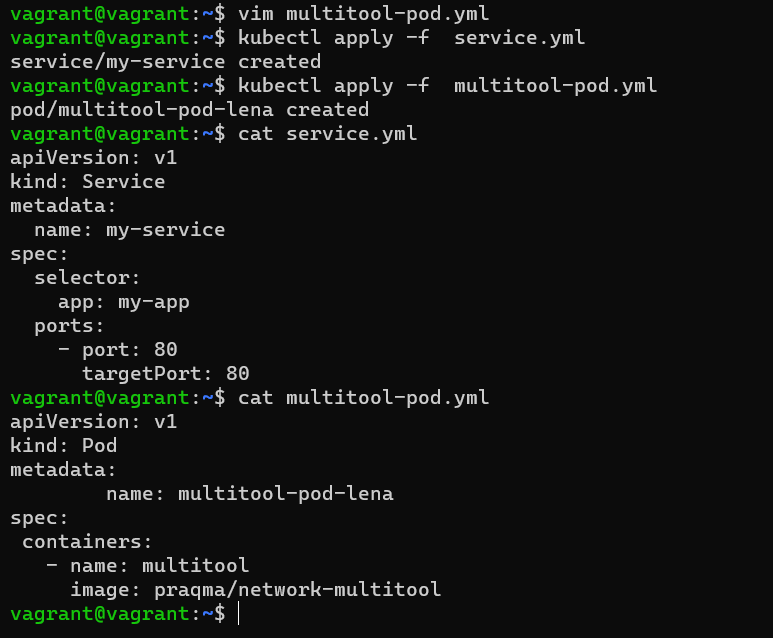 vagrant@vagrant:~$ vim multitool-pod.yml
vagrant@vagrant:~$ kubectl apply -f  service.yml
service/my-service created
vagrant@vagrant:~$ kubectl apply -f  multitool-pod.yml
pod/multitool-pod-lena created
vagrant@vagrant:~$ cat service.yml
apiVersion: v1
kind: Service
metadata:
  name: my-service
spec:
  selector:
    app: my-app
  ports:
    - port: 80
      targetPort: 80
vagrant@vagrant:~$ cat multitool-pod.yml
apiVersion: v1
kind: Pod
metadata:
        name: multitool-pod-lena
spec:
 containers:
   - name: multitool
     image: praqma/network-multitool
vagrant@vagrant:~$